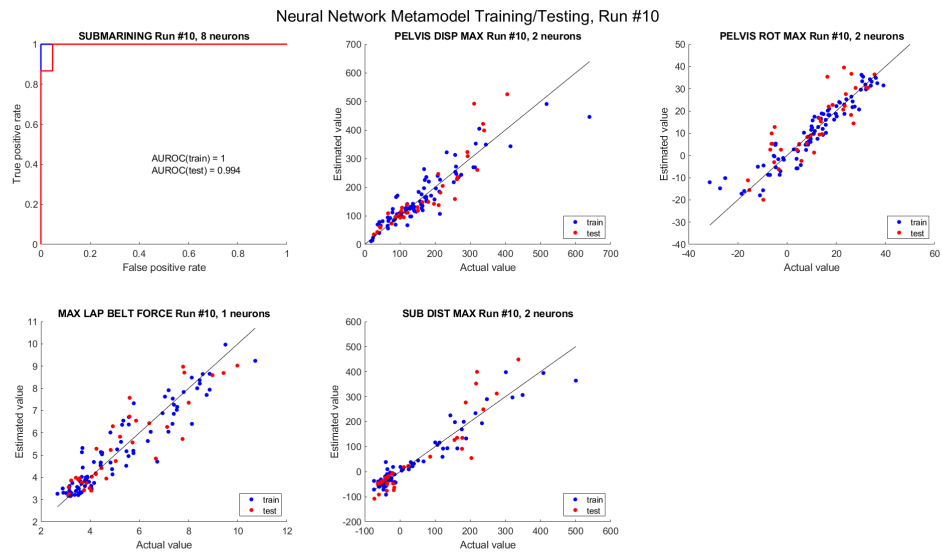 Neural Network Metamodel Training/Testing, Run #10
SUBMARINING Run #10, 8 neurons
True positive rate
1
0.8
0.6
0.4
0.2
0
AUROC(train) = 1
AUROC(test) = 0.994
0
0.2
0.4
0.6
0.8
1
False positive rate
PELVIS DISP MAX Run #10, 2 neurons
Estimated value
700
600
500
400
300
200
100
0
train
test
0
100
200
300
400
500
600
700
Actual value
PELVIS ROT MAX Run #10, 2 neurons
Estimated value
50
40
30
20
10
0
-10
-20
-30
-40
train
test
-40
-20
0
20
40
60
Actual value
MAX LAP BELT FORCE Run #10, 1 neurons
Estimated value
11
10
9
8
7
6
5
4
3
2
train
test
2
4
6
8
10
12
Actual value
SUB DIST MAX Run #10, 2 neurons
Estimated value
600
500
400
300
200
100
0
-100
-200
train
test
-100
0
100
200
300
400
500
600
Actual value